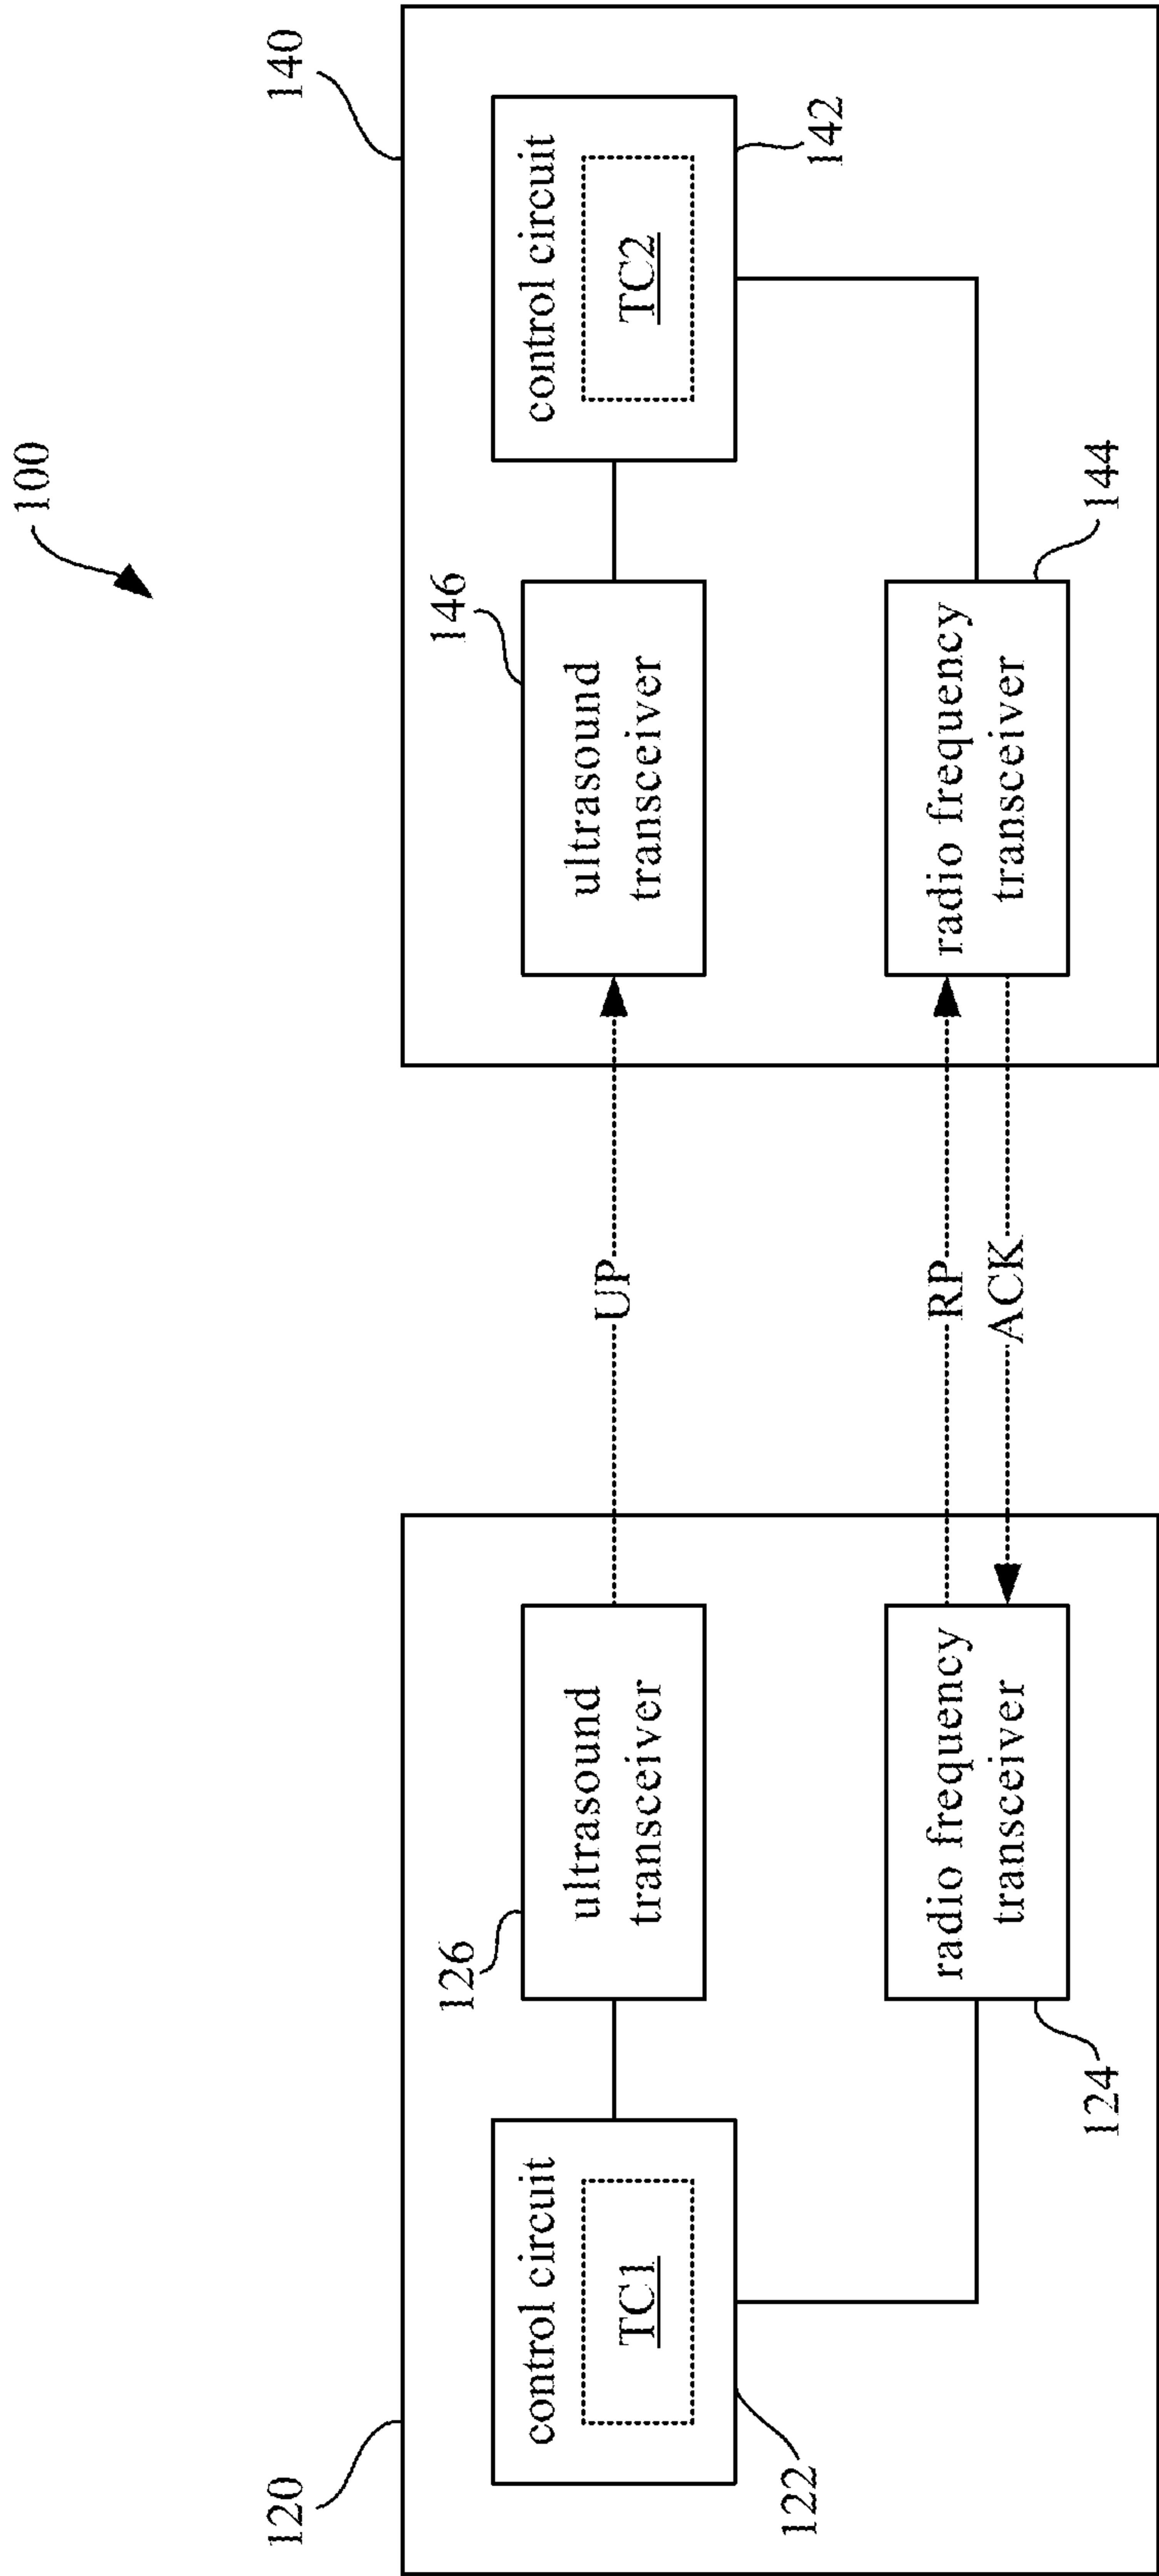 100
120
140
control circuit
TC1
122
126
ultrasound
transceiver
radio frequency
transceiver
124
UP
RP
ACK
146
ultrasound
transceiver
control circuit
TC2
142
radio frequency
transceiver
144